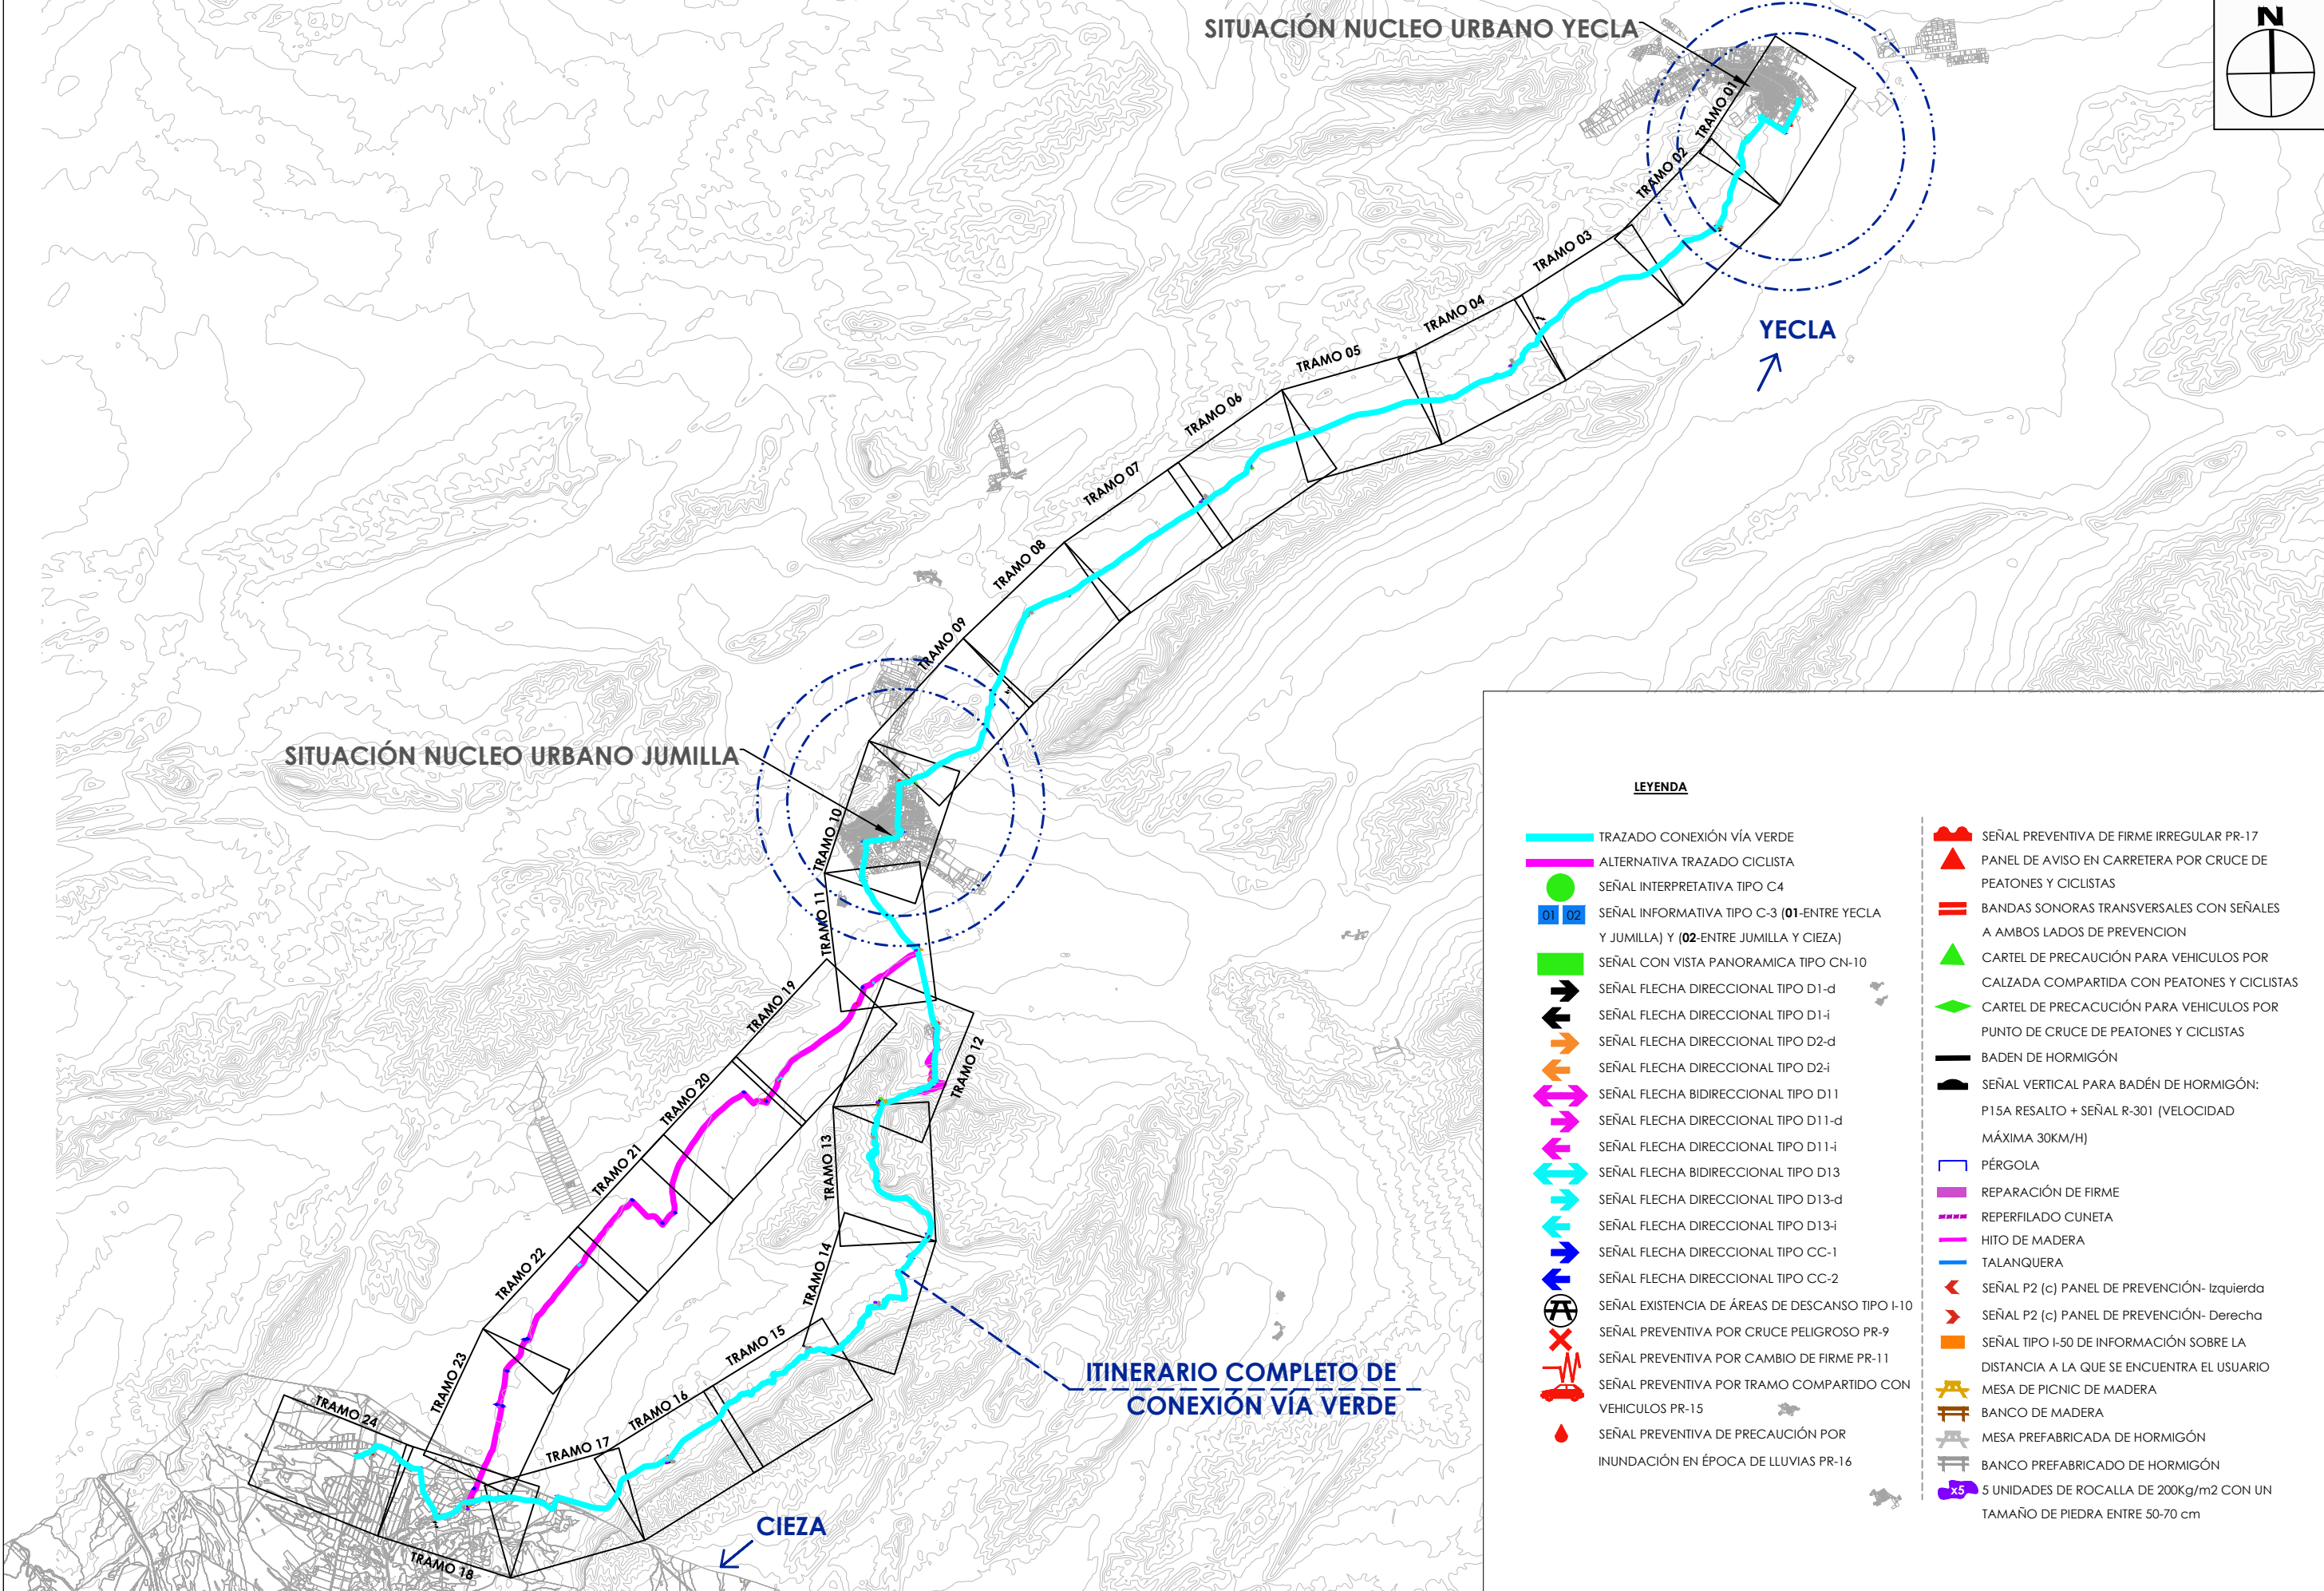 SITUACIÓN NUCLEO URBANO YECLA
N
TRAMO 01
TRAMO 02
TRAMO 03
TRAMO 04
TRAMO 05
TRAMO 06
TRAMO 07
TRAMO 08
TRAMO 09
YECLA
SITUACIÓN NUCLEO URBANO JUMILLA
TRAMO 10
TRAMO 11
TRAMO 12
TRAMO 13
TRAMO 14
TRAMO 15
TRAMO 16
TRAMO 17
TRAMO 18
TRAMO 19
TRAMO 20
TRAMO 21
TRAMO 22
TRAMO 23
TRAMO 24
ITINERARIO COMPLETO DE
CONEXIÓN VÍA VERDE
CIEZA
LEYENDA
TRAZADO CONEXIÓN VÍA VERDE
ALTERNATIVA TRAZADO CICLISTA
SEÑAL INTERPRETATIVA TIPO C4
01 02 SEÑAL INFORMATIVA TIPO C-3 (01-ENTRE YECLA
Y JUMILLA) Y (02-ENTRE JUMILLA Y CIEZA)
SEÑAL CON VISTA PANORAMICA TIPO CN-10
SEÑAL FLECHA DIRECCIONAL TIPO D1-d
SEÑAL FLECHA DIRECCIONAL TIPO D1-i
SEÑAL FLECHA DIRECCIONAL TIPO D2-d
SEÑAL FLECHA DIRECCIONAL TIPO D2-i
SEÑAL FLECHA BIDIRECCIONAL TIPO D11
SEÑAL FLECHA DIRECCIONAL TIPO D11-d
SEÑAL FLECHA DIRECCIONAL TIPO D11-i
SEÑAL FLECHA BIDIRECCIONAL TIPO D13
SEÑAL FLECHA DIRECCIONAL TIPO D13-d
SEÑAL FLECHA DIRECCIONAL TIPO D13-i
SEÑAL FLECHA DIRECCIONAL TIPO CC-1
SEÑAL FLECHA DIRECCIONAL TIPO CC-2
SEÑAL EXISTENCIA DE ÁREAS DE DESCANSO TIPO I-10
SEÑAL PREVENTIVA POR CRUCE PELIGROSO PR-9
SEÑAL PREVENTIVA POR CAMBIO DE FIRME PR-11
SEÑAL PREVENTIVA POR TRAMO COMPARTIDO CON
VEHICULOS PR-15
SEÑAL PREVENTIVA DE PRECAUCIÓN POR
INUNDACIÓN EN ÉPOCA DE LLUVIAS PR-16
SEÑAL PREVENTIVA DE FIRME IRREGULAR PR-17
PANEL DE AVISO EN CARRETERA POR CRUCE DE
PEATONES Y CICLISTAS
BANDAS SONORAS TRANSVERSALES CON SEÑALES
A AMBOS LADOS DE PREVENCION
CARTEL DE PRECAUCIÓN PARA VEHICULOS POR
CALZADA COMPARTIDA CON PEATONES Y CICLISTAS
CARTEL DE PRECACUCIÓN PARA VEHICULOS POR
PUNTO DE CRUCE DE PEATONES Y CICLISTAS
BADEN DE HORMIGÓN
SEÑAL VERTICAL PARA BADÉN DE HORMIGÓN:
P15A RESALTO + SEÑAL R-301 (VELOCIDAD
MÁXIMA 30KM/H)
PÉRGOLA
REPARACIÓN DE FIRME
REPERFILADO CUNETA
HITO DE MADERA
TALANQUERA
SEÑAL P2 (c) PANEL DE PREVENCIÓN- Izquierda
SEÑAL P2 (c) PANEL DE PREVENCIÓN- Derecha
SEÑAL TIPO I-50 DE INFORMACIÓN SOBRE LA
DISTANCIA A LA QUE SE ENCUENTRA EL USUARIO
MESA DE PICNIC DE MADERA
BANCO DE MADERA
MESA PREFABRICADA DE HORMIGÓN
BANCO PREFABRICADO DE HORMIGÓN
x5 5 UNIDADES DE ROCALLA DE 200Kg/m2 CON UN
TAMAÑO DE PIEDRA ENTRE 50-70 cm